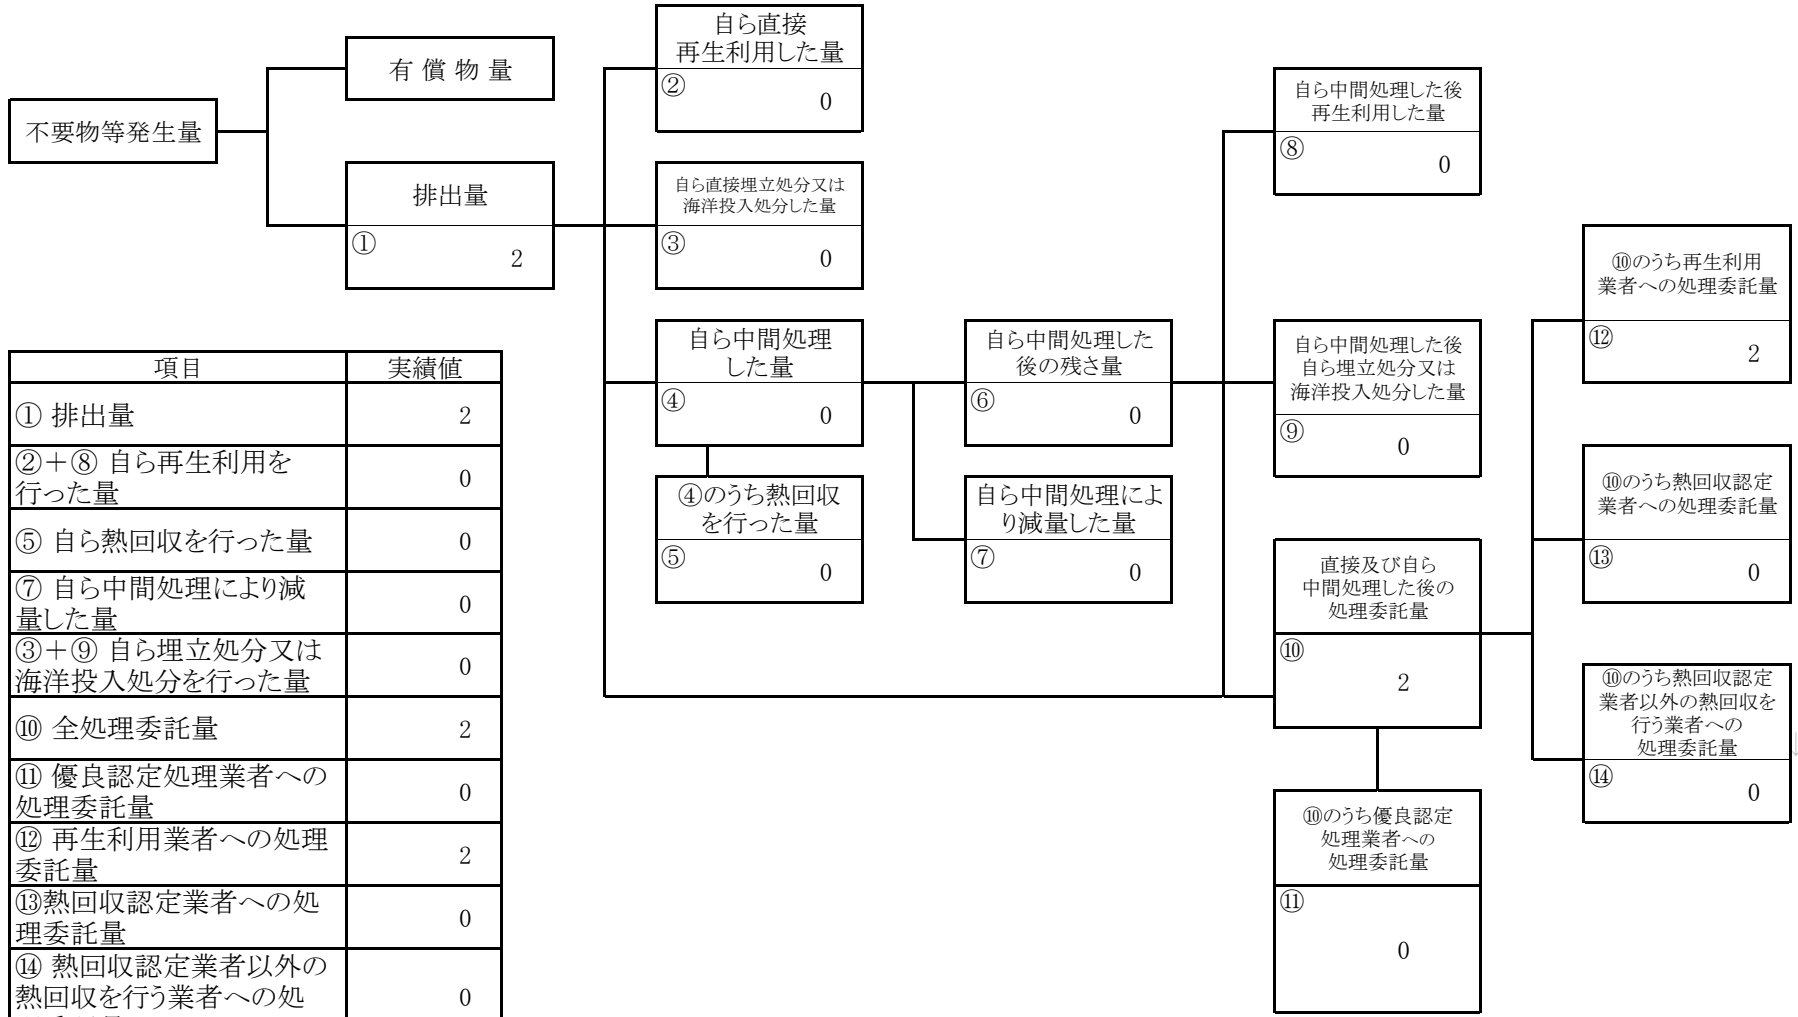 不要物等発生量
有 償 物 量
排出量
①
2
自ら直接
再生利用した量
②
0
自ら直接埋立処分又は
海洋投入処分した量
③
0
自ら中間処理
した量
④
0
④のうち熱回収
を行った量
⑤
0
自ら中間処理した
後の残さ量
⑥
0
自ら中間処理によ
り減量した量
⑦
0
自ら中間処理した後
再生利用した量
⑧
0
自ら中間処理した後
自ら埋立処分又は
海洋投入処分した量
⑨
0
直接及び自ら
中間処理した後の
処理委託量
⑩
2
⑩のうち優良認定
処理業者への
処理委託量
⑪
0
⑩のうち再生利用
業者への処理委託量
⑫
2
⑩のうち熱回収認定
業者への処理委託量
⑬
0
⑩のうち熱回収認定
業者以外の熱回収を
行う業者への
処理委託量
⑭
0
項目 実績値
① 排出量 2
②＋⑧ 自ら再生利用を
行った量 0
⑤ 自ら熱回収を行った量 0
⑦ 自ら中間処理により減
量した量 0
③＋⑨ 自ら埋立処分又は
海洋投入処分を行った量 0
⑩ 全処理委託量 2
⑪ 優良認定処理業者への
処理委託量 0
⑫ 再生利用業者への処理
委託量 2
⑬熱回収認定業者への処
理委託量 0
⑭ 熱回収認定業者以外の
熱回収を行う業者への処 0